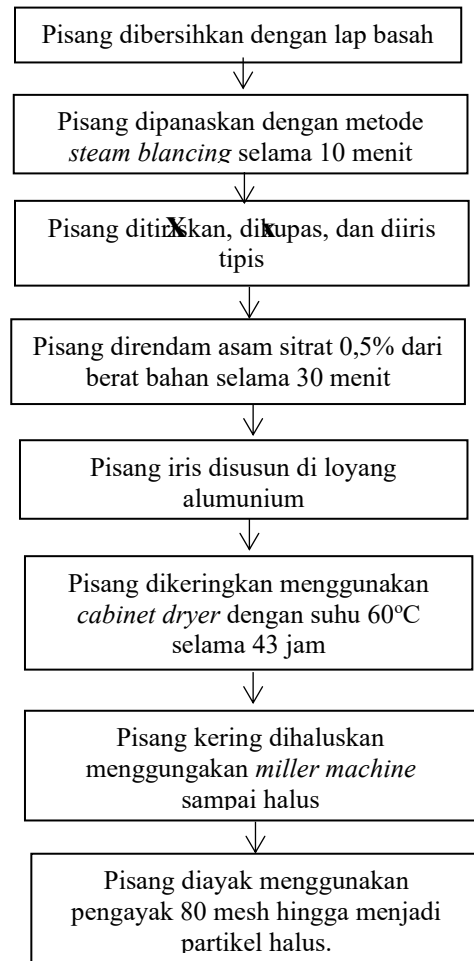 Pisang dibersihkan dengan lap basah
Pisang dipanaskan dengan metode
steam blancing selama 10 menit
Pisang ditiriskan, dikupas, dan diiris
tipis
Pisang direndam asam sitrat 0,5% dari
berat bahan selama 30 menit
Pisang iris disusun di loyang
alumunium
Pisang dikeringkan menggunakan
cabinet dryer dengan suhu 60ºC
selama 43 jam
Pisang kering dihaluskan
menggungakan miller machine
sampai halus
Pisang diayak menggunakan
pengayak 80 mesh hingga menjadi
partikel halus.